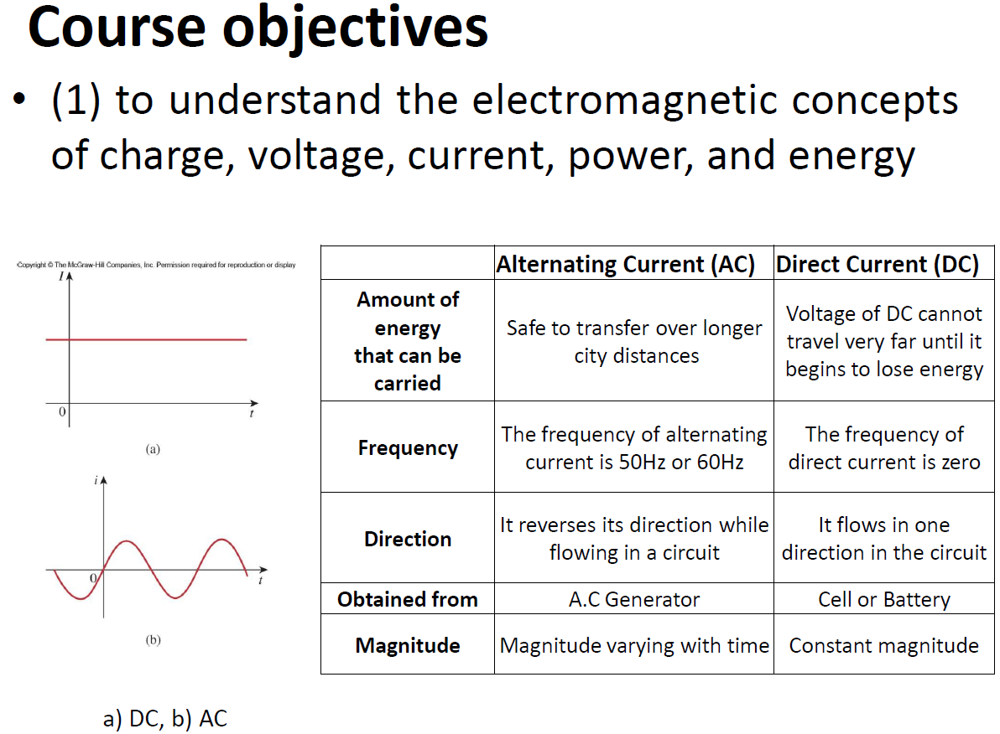 Course objectives
• (1) to understand the electromagnetic concepts
of charge, voltage, current, power, and energy
Copyright © The McGraw-Hill Companies, Inc. Permission required for reproduction or display
I
0
t
(a)
i
0
t
(b)
a) DC, b) AC
Alternating Current (AC)
Direct Current (DC)
Amount of
energy
that can be
carried
Safe to transfer over longer
city distances
Voltage of DC cannot
travel very far until it
begins to lose energy
Frequency
The frequency of alternating
current is 50Hz or 60Hz
The frequency of
direct current is zero
Direction
It reverses its direction while
flowing in a circuit
It flows in one
direction in the circuit
Obtained from
A.C Generator
Cell or Battery
Magnitude
Magnitude varying with time
Constant magnitude